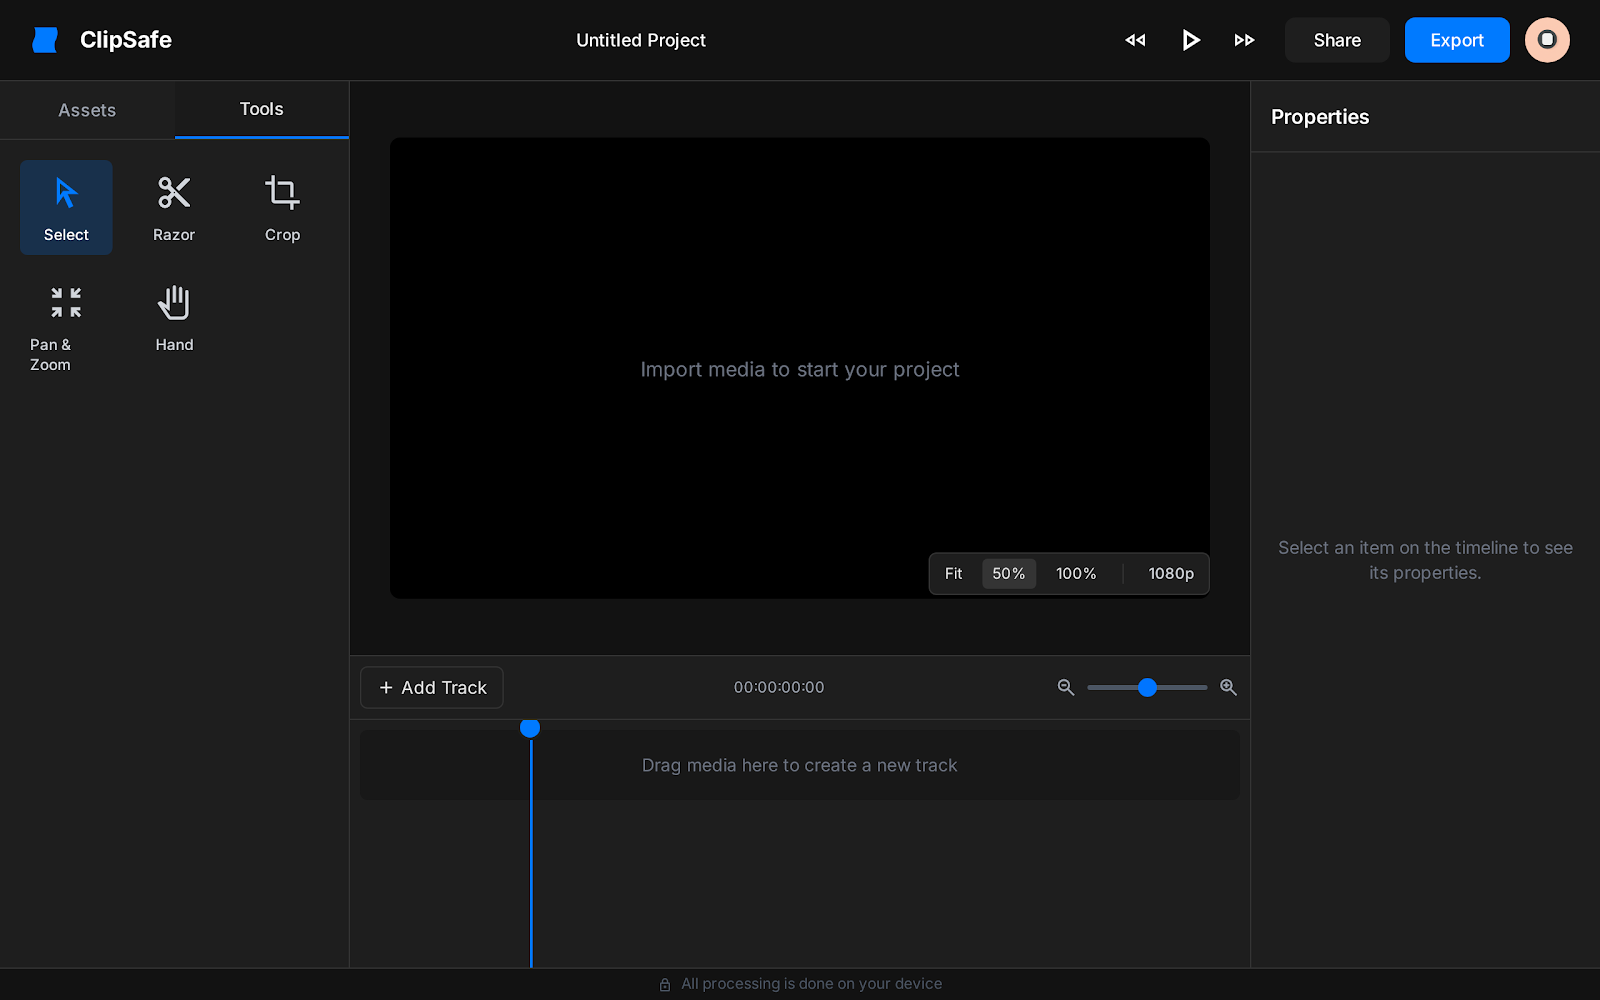 ClipSafe
Untitled Project
Share
Export
Assets
Tools
Select
Razor
Crop
Pan &
Zoom
Hand
Import media to start your project
Fit
50%
100%
1080p
Properties
Select an item on the timeline to see
its properties.
+ Add Track
00:00:00:00
Drag media here to create a new track
All processing is done on your device